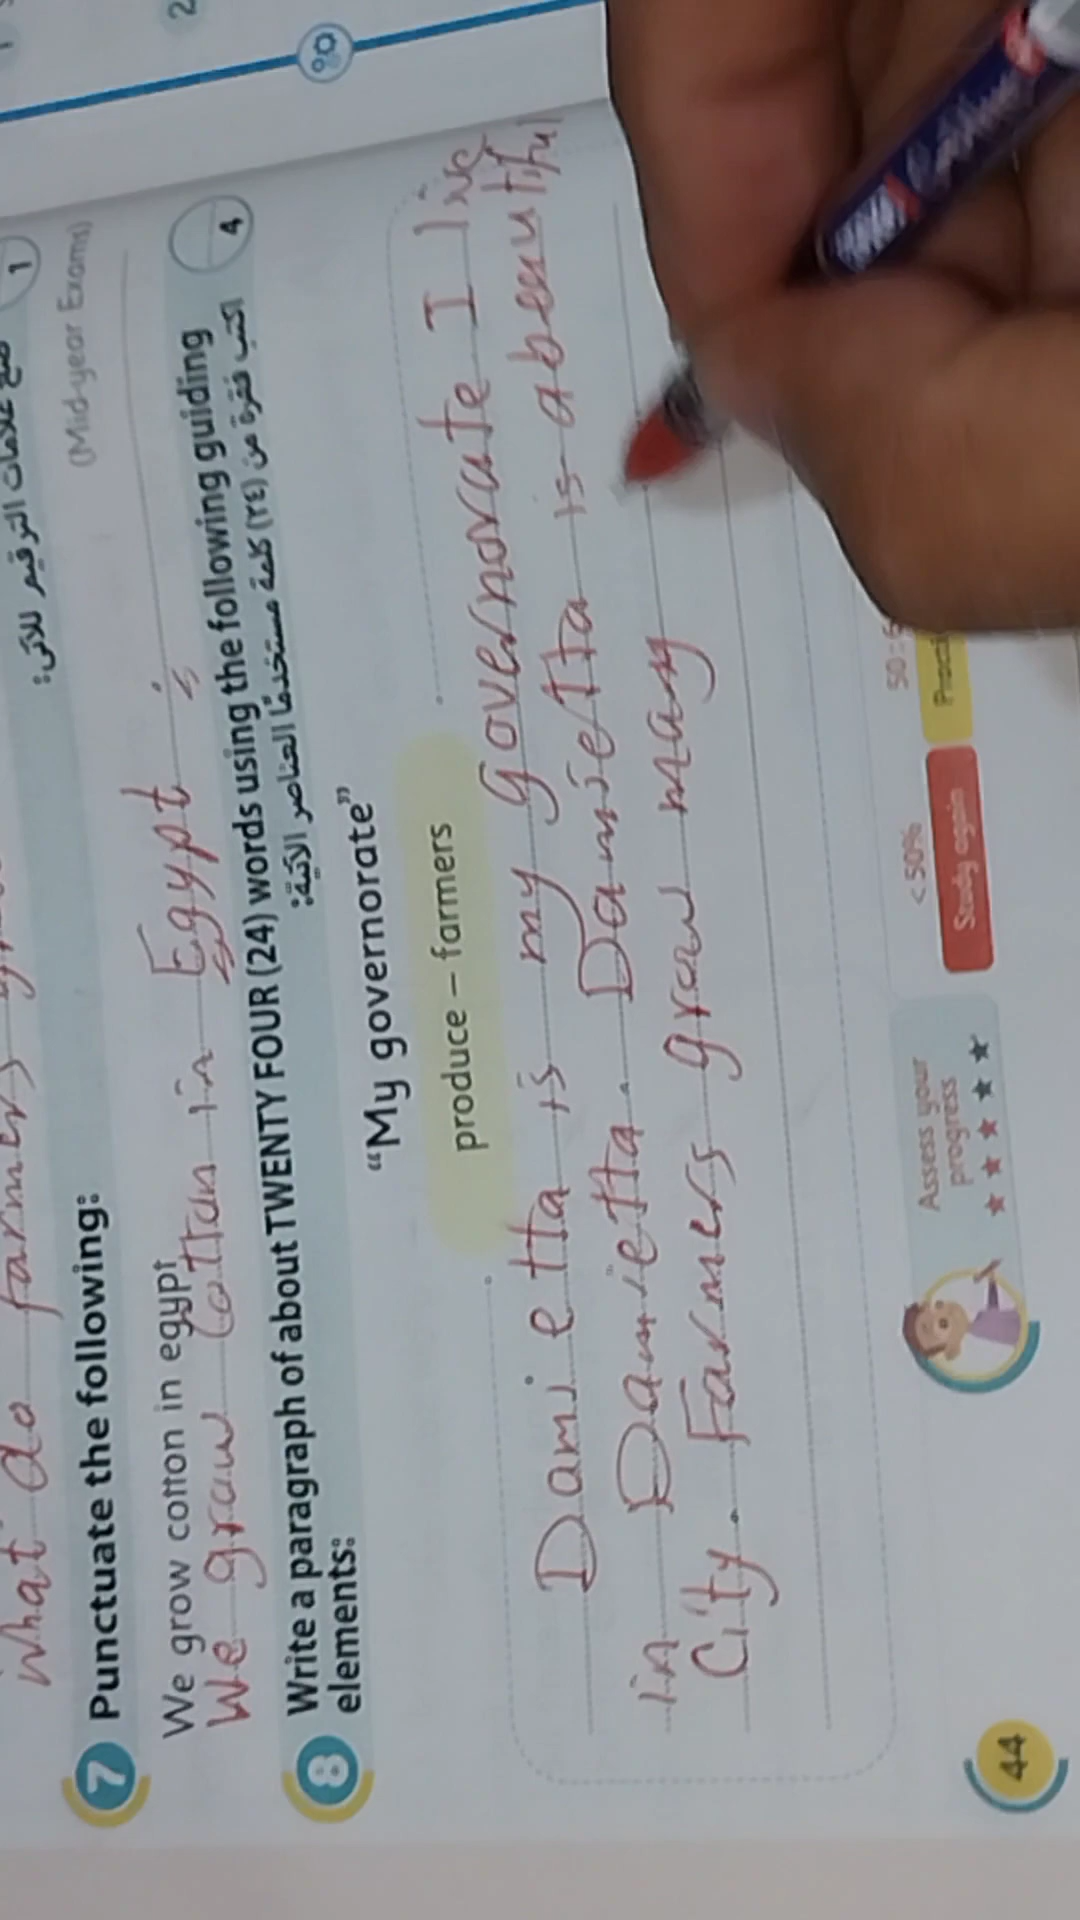 2
1
ضع علامات الترقيم للآتي:
(Mid-year Exams)
What do farmers
7 Punctuate the following:
4
We grow cotton in egypt
We grow cotton in Egypt.
8 Write a paragraph of about TWENTY FOUR (24) words using the following guiding
elements:
اكتب فقرة من (٢٤) كلمة مستخدمًا العناصر الآتية:
"My governorate"
produce – farmers
Damietta is my governorate I live
in Damietta. Damietta is abeautiful
City. Farmers grow many
Assess your
progress
<50%
Study again
44